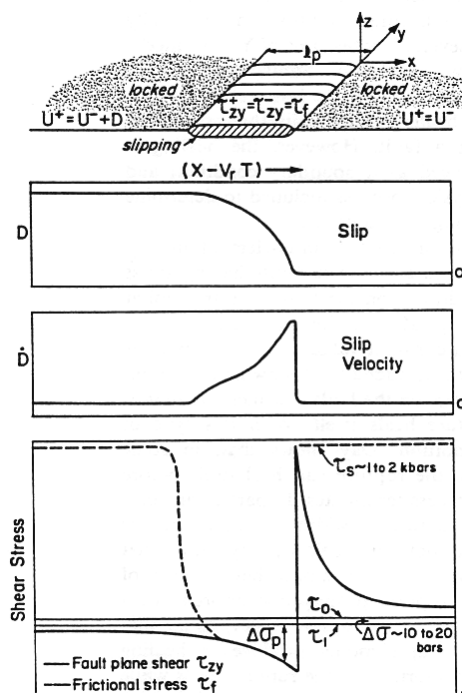 z
y
ℓp
x
locked
locked
τ⁺zy = τ⁻zy = τf
U⁺ = U⁻ + D
U⁺ = U⁻
slipping
(X – Vr T)
D
Slip
0
Ḋ
Slip
Velocity
0
Shear Stress
τs ~ 1 to 2 kbars
τ0
Δσp
τ1
Δσ ~ 10 to 20
bars
Fault plane shear τzy
Frictional stress τf